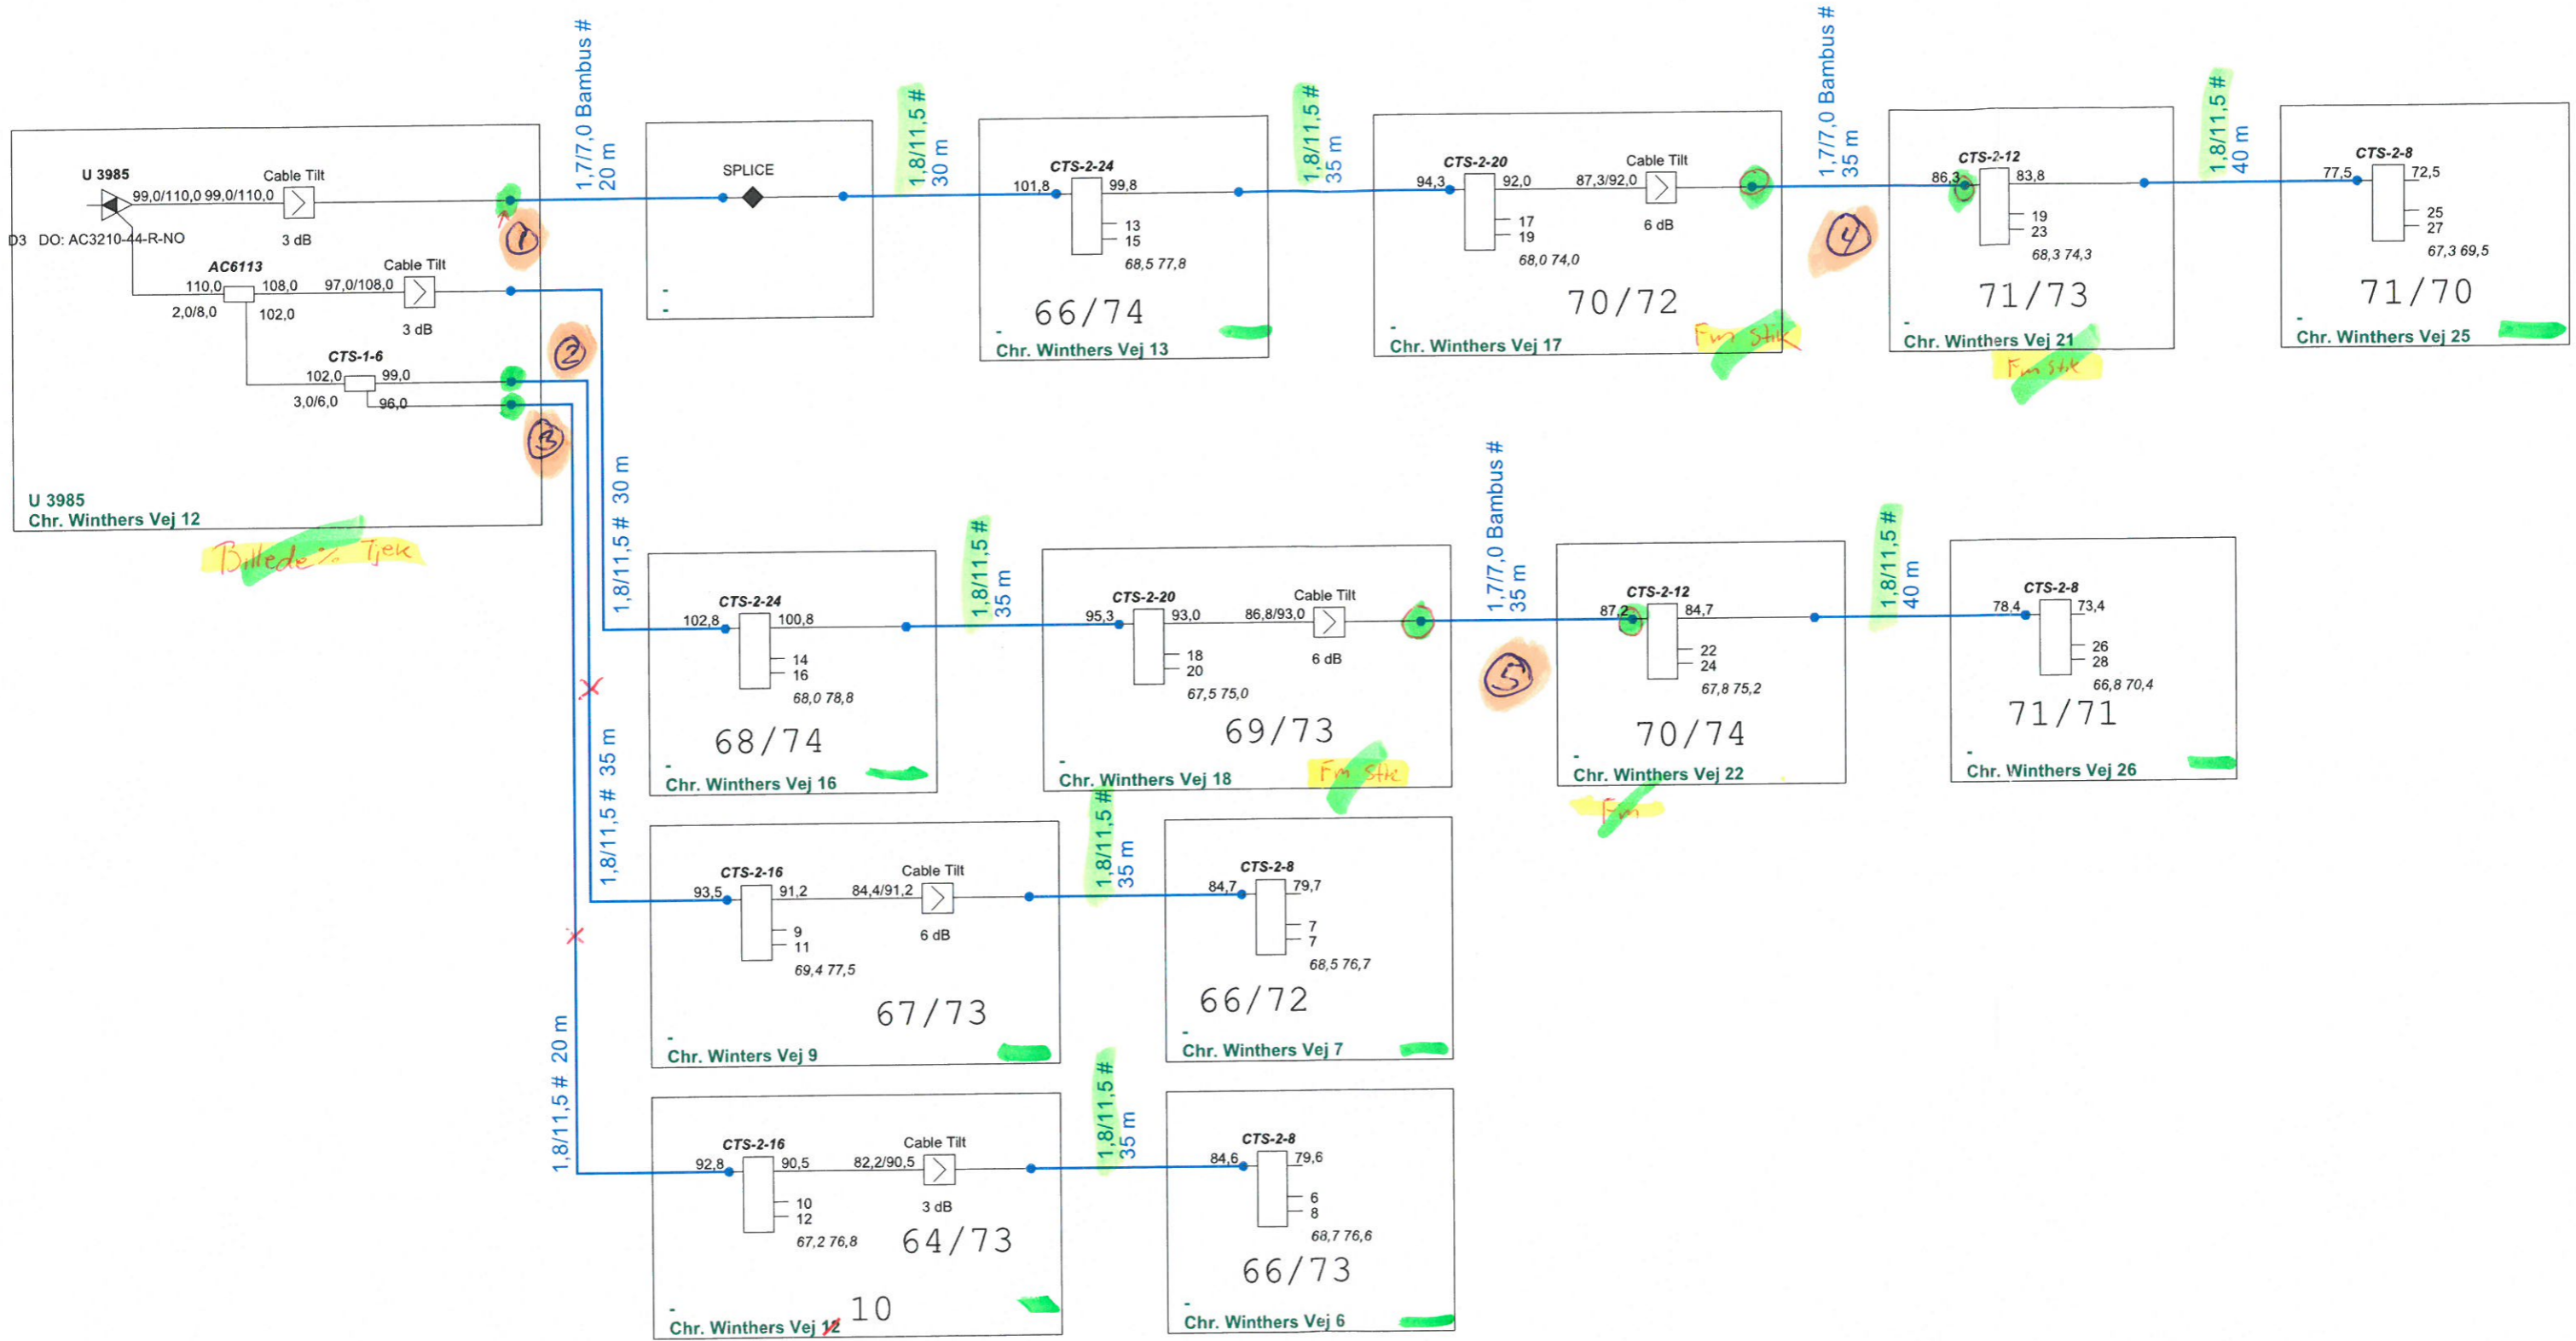 U 3985
99,0/110,0 99,0/110,0
Cable Tilt
3 dB
D3 DO: AC3210-44-R-NO
1
AC6113
110,0
108,0
97,0/108,0
Cable Tilt
2,0/8,0
102,0
3 dB
2
CTS-1-6
102,0
99,0
3,0/6,0
96,0
3
U 3985
Chr. Winthers Vej 12
Billede % Tjek
1,7/7,0 Bambus #
20 m
SPLICE
-
-
1,8/11,5 #
30 m
CTS-2-24
101,8
99,8
13
15
68,5 77,8
66/74
-
Chr. Winthers Vej 13
1,8/11,5 #
35 m
CTS-2-20
94,3
92,0
87,3/92,0
Cable Tilt
6 dB
17
19
68,0 74,0
70/72
-
Chr. Winthers Vej 17
Fm Stik
1,7/7,0 Bambus #
35 m
4
CTS-2-12
86,3
83,8
19
23
68,3 74,3
71/73
-
Chr. Winthers Vej 21
Fm Stik
1,8/11,5 #
40 m
CTS-2-8
77,5
72,5
25
27
67,3 69,5
71/70
-
Chr. Winthers Vej 25
1,8/11,5 # 30 m
CTS-2-24
102,8
100,8
14
16
68,0 78,8
68/74
-
Chr. Winthers Vej 16
1,8/11,5 #
35 m
CTS-2-20
95,3
93,0
86,8/93,0
Cable Tilt
6 dB
18
20
67,5 75,0
69/73
-
Chr. Winthers Vej 18
Fm Stik
1,7/7,0 Bambus #
35 m
5
CTS-2-12
87,2
84,7
22
24
67,8 75,2
70/74
-
Chr. Winthers Vej 22
Fm
1,8/11,5 #
40 m
CTS-2-8
78,4
73,4
26
28
66,8 70,4
71/71
-
Chr. Winthers Vej 26
1,8/11,5 # 35 m
CTS-2-16
93,5
91,2
84,4/91,2
Cable Tilt
6 dB
9
11
69,4 77,5
67/73
-
Chr. Winters Vej 9
1,8/11,5 #
35 m
CTS-2-8
84,7
79,7
7
7
68,5 76,7
66/72
-
Chr. Winthers Vej 7
1,8/11,5 # 20 m
CTS-2-16
92,8
90,5
82,2/90,5
Cable Tilt
3 dB
10
12
67,2 76,8
64/73
-
Chr. Winthers Vej 12 10
1,8/11,5 #
35 m
CTS-2-8
84,6
79,6
6
8
68,7 76,6
66/73
-
Chr. Winthers Vej 6